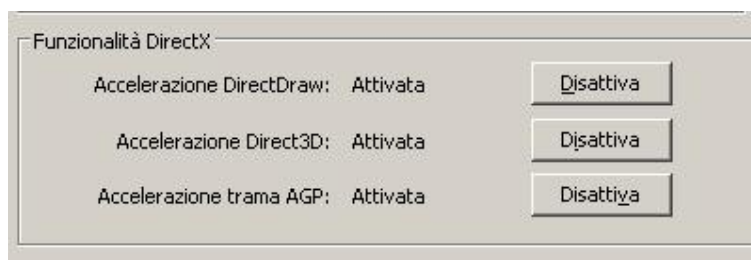 Funzionalità DirectX
Accelerazione DirectDraw: Attivata Disattiva
Accelerazione Direct3D: Attivata Disattiva
Accelerazione trama AGP: Attivata Disattiva